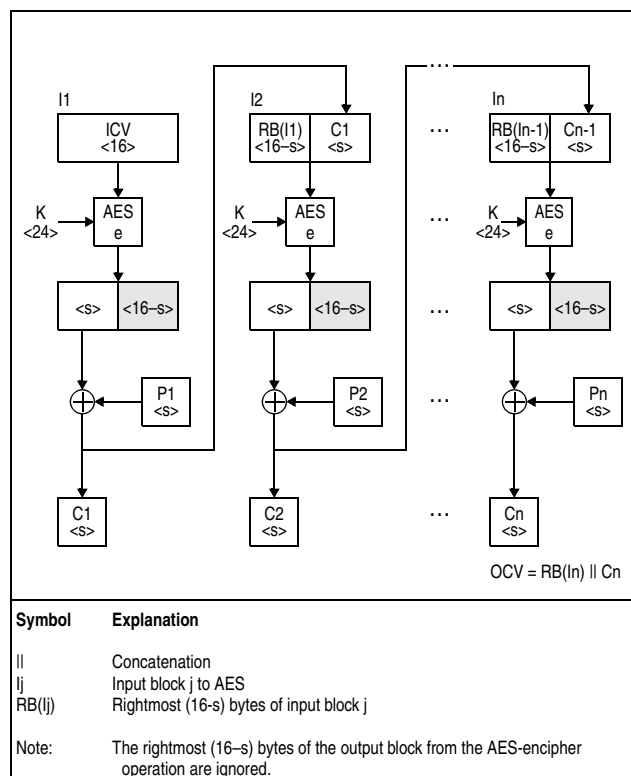 ...
I1 I2 In
ICV RB(I1) C1 ... RB(In-1) Cn-1
<16> <16–s> <s> <16–s> <s>
K AES K AES ... K AES
<24> e <24> e <24> e
<s> <16–s> <s> <16–s> ... <s> <16–s>
P1 P2 ... Pn
<s> <s> <s>
C1 C2 ... Cn
<s> <s> <s>
OCV = RB(In) || Cn
Symbol Explanation
|| Concatenation
Ij Input block j to AES
RB(Ij) Rightmost (16-s) bytes of input block j
Note: The rightmost (16–s) bytes of the output block from the AES-encipher
operation are ignored.